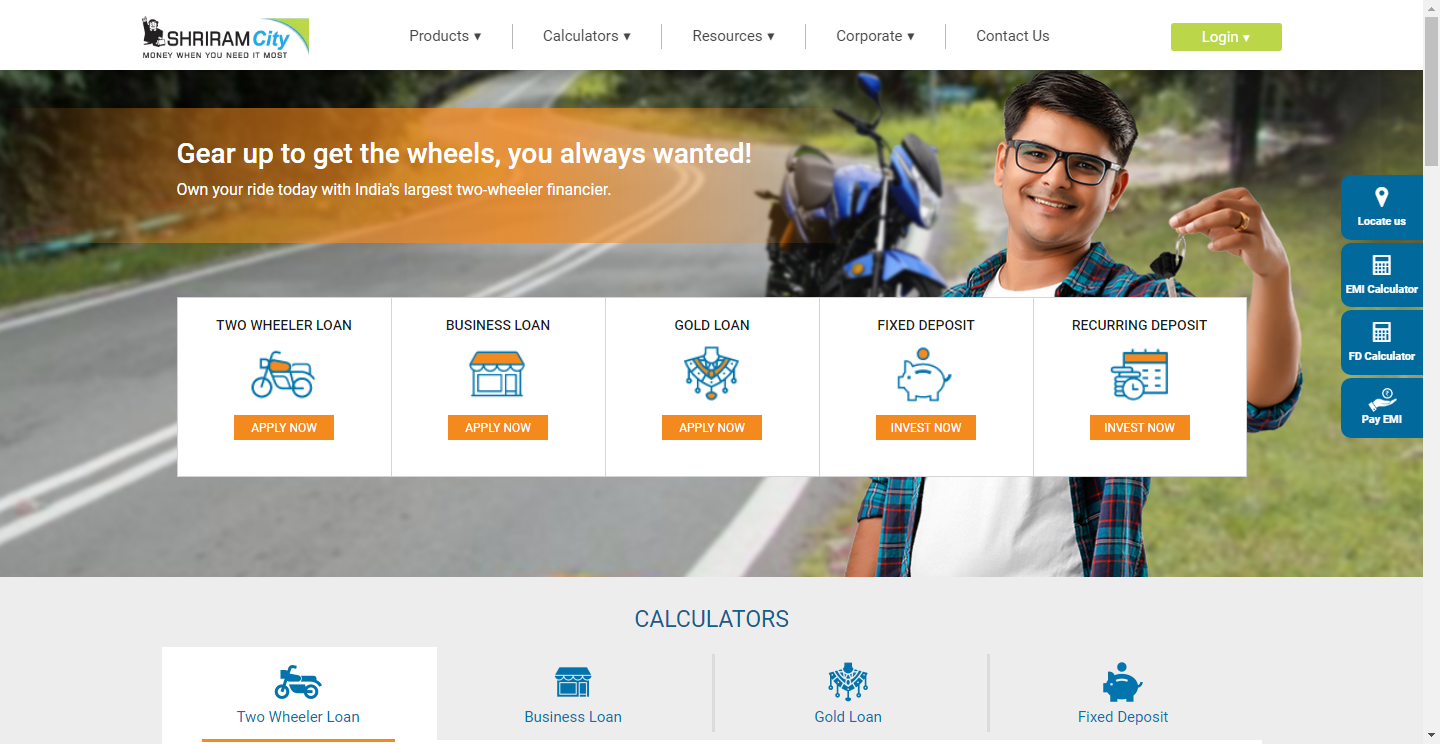 SHRIRAM City
MONEY WHEN YOU NEED IT MOST
Products ▾
Calculators ▾
Resources ▾
Corporate ▾
Contact Us
Login ▾
Gear up to get the wheels, you always wanted!
Own your ride today with India's largest two-wheeler financier.
Locate us
EMI Calculator
FD Calculator
Pay EMI
TWO WHEELER LOAN
APPLY NOW
BUSINESS LOAN
APPLY NOW
GOLD LOAN
APPLY NOW
FIXED DEPOSIT
INVEST NOW
RECURRING DEPOSIT
INVEST NOW
CALCULATORS
Two Wheeler Loan
Business Loan
Gold Loan
Fixed Deposit